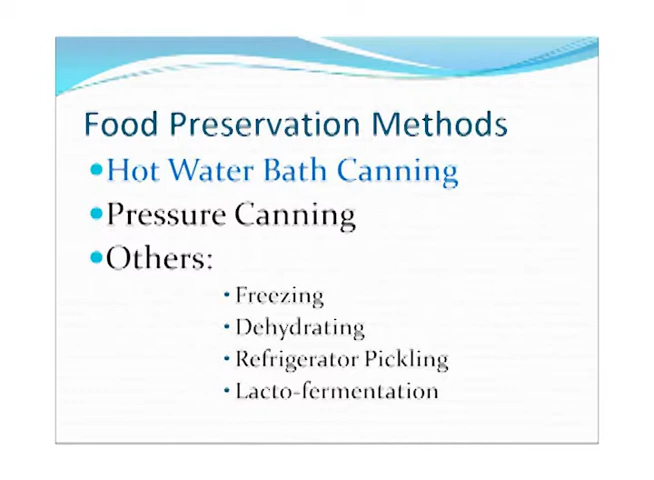 Food Preservation Methods
•Hot Water Bath Canning
•Pressure Canning
•Others:
• Freezing
• Dehydrating
• Refrigerator Pickling
• Lacto-fermentation